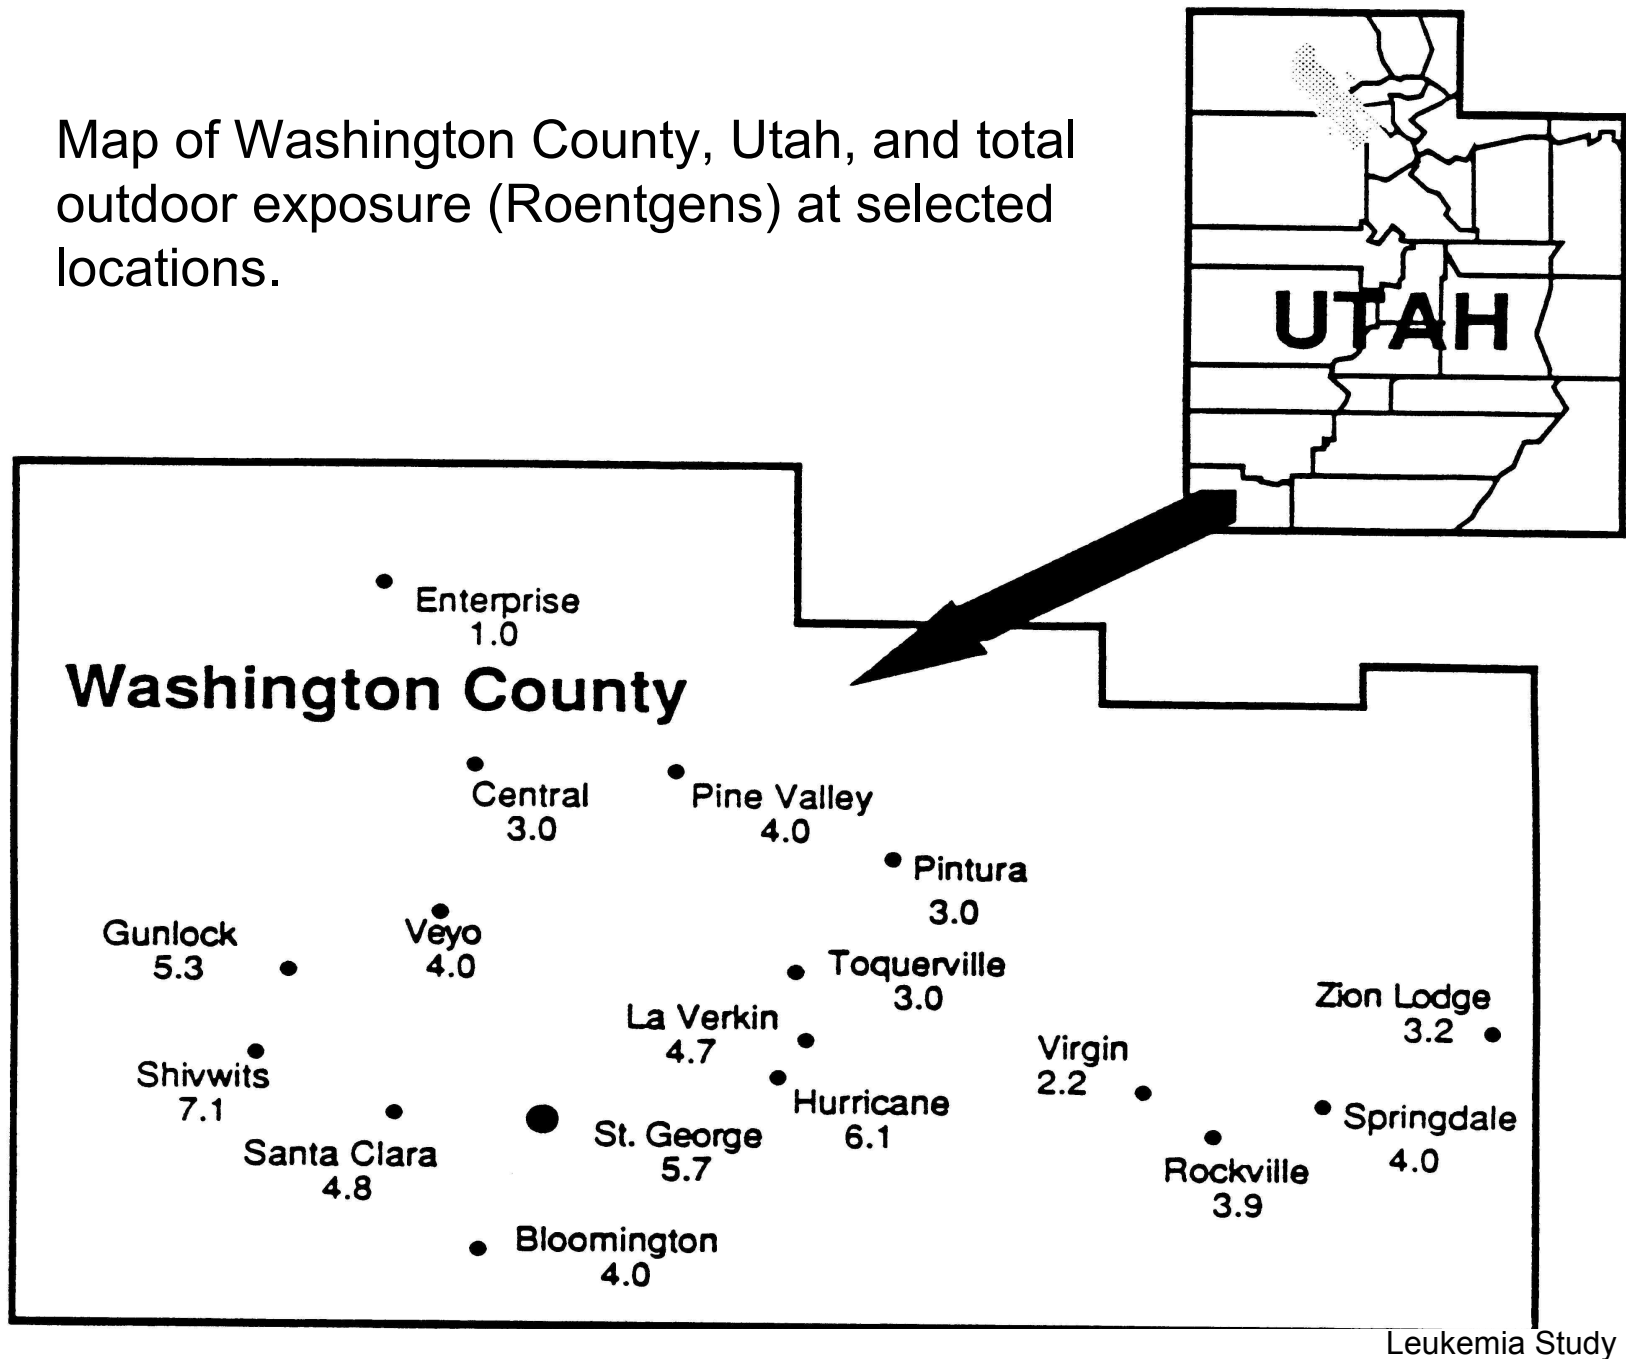 Map of Washington County, Utah, and total
outdoor exposure (Roentgens) at selected
locations.
UTAH
Enterprise
1.0
Washington County
Central
3.0
Pine Valley
4.0
Pintura
3.0
Gunlock
5.3
Veyo
4.0
Toquerville
3.0
La Verkin
4.7
Zion Lodge
3.2
Virgin
2.2
Shivwits
7.1
Hurricane
6.1
Springdale
4.0
Santa Clara
4.8
St. George
5.7
Rockville
3.9
Bloomington
4.0
Leukemia Study